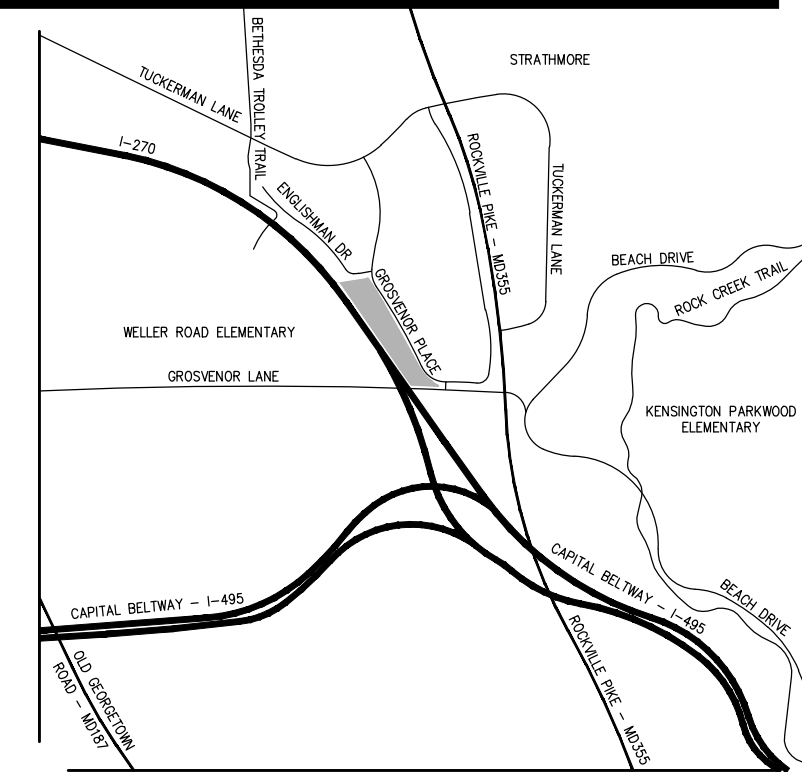 STRATHMORE
BETHESDA TROLLEY TRAIL
TUCKERMAN LANE
I-270
ROCKVILLE PIKE - MD355
TUCKERMAN LANE
ENGLISHMAN DR
BEACH DRIVE
ROCK CREEK TRAIL
GROSVENOR PLACE
WELLER ROAD ELEMENTARY
GROSVENOR LANE
KENSINGTON PARKWOOD
ELEMENTARY
CAPITAL BELTWAY - I-495
CAPITAL BELTWAY - I-495
BEACH DRIVE
ROCKVILLE PIKE - MD355
OLD GEORGETOWN
ROAD - MD187